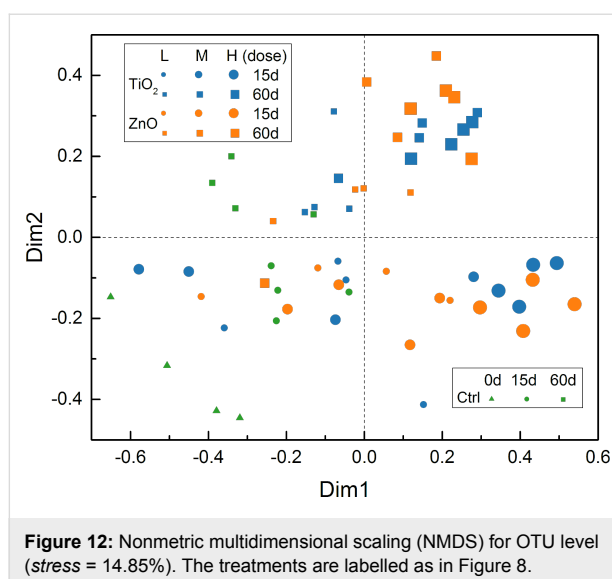 L M H (dose)
TiO2 15d
60d
ZnO 15d
60d
0.4
0.2
0.0
-0.2
-0.4
Dim2
0d 15d 60d
Ctrl
-0.6 -0.4 -0.2 0.0 0.2 0.4 0.6
Dim1
Figure 12: Nonmetric multidimensional scaling (NMDS) for OTU level
(stress = 14.85%). The treatments are labelled as in Figure 8.